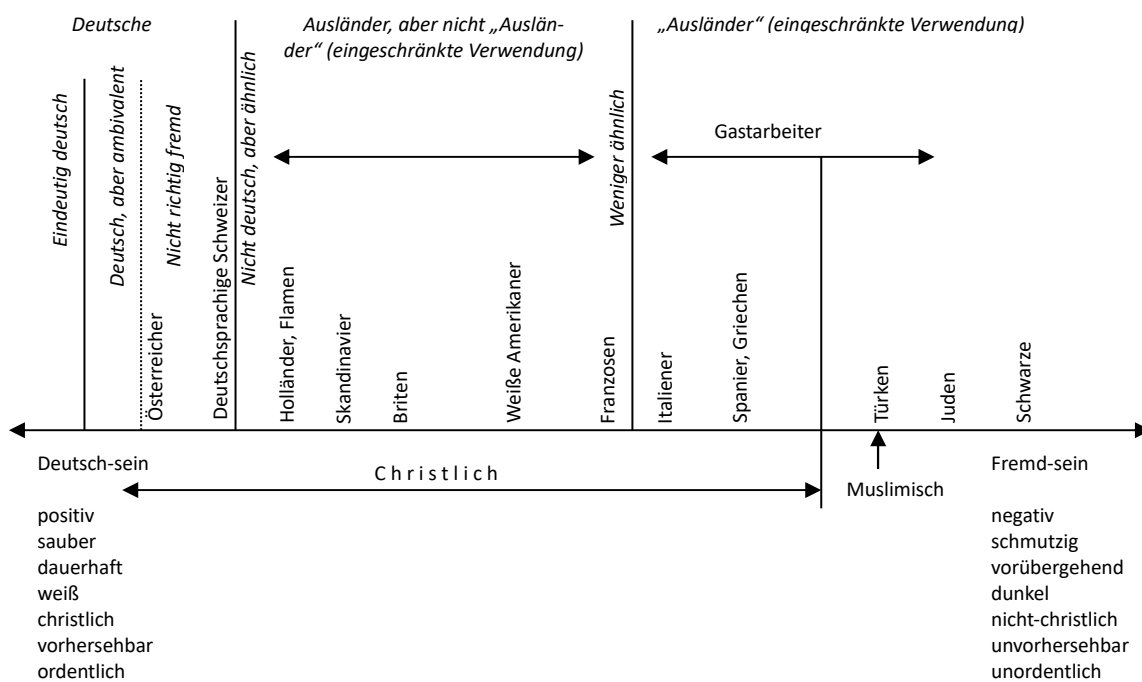 Deutsche
Ausländer, aber nicht „Auslän-
der“ (eingeschränkte Verwendung)
„Ausländer“ (eingeschränkte Verwendung)
Eindeutig deutsch
Deutsch, aber ambivalent
Nicht richtig fremd
Nicht deutsch, aber ähnlich
Weniger ähnlich
Gastarbeiter
Österreicher
Deutschsprachige Schweizer
Holländer, Flamen
Skandinavier
Briten
Weiße Amerikaner
Franzosen
Italiener
Spanier, Griechen
Türken
Juden
Schwarze
Deutsch-sein
Fremd-sein
Christlich
Muslimisch
positiv
sauber
dauerhaft
weiß
christlich
vorhersehbar
ordentlich
negativ
schmutzig
vorübergehend
dunkel
nicht-christlich
unvorhersehbar
unordentlich